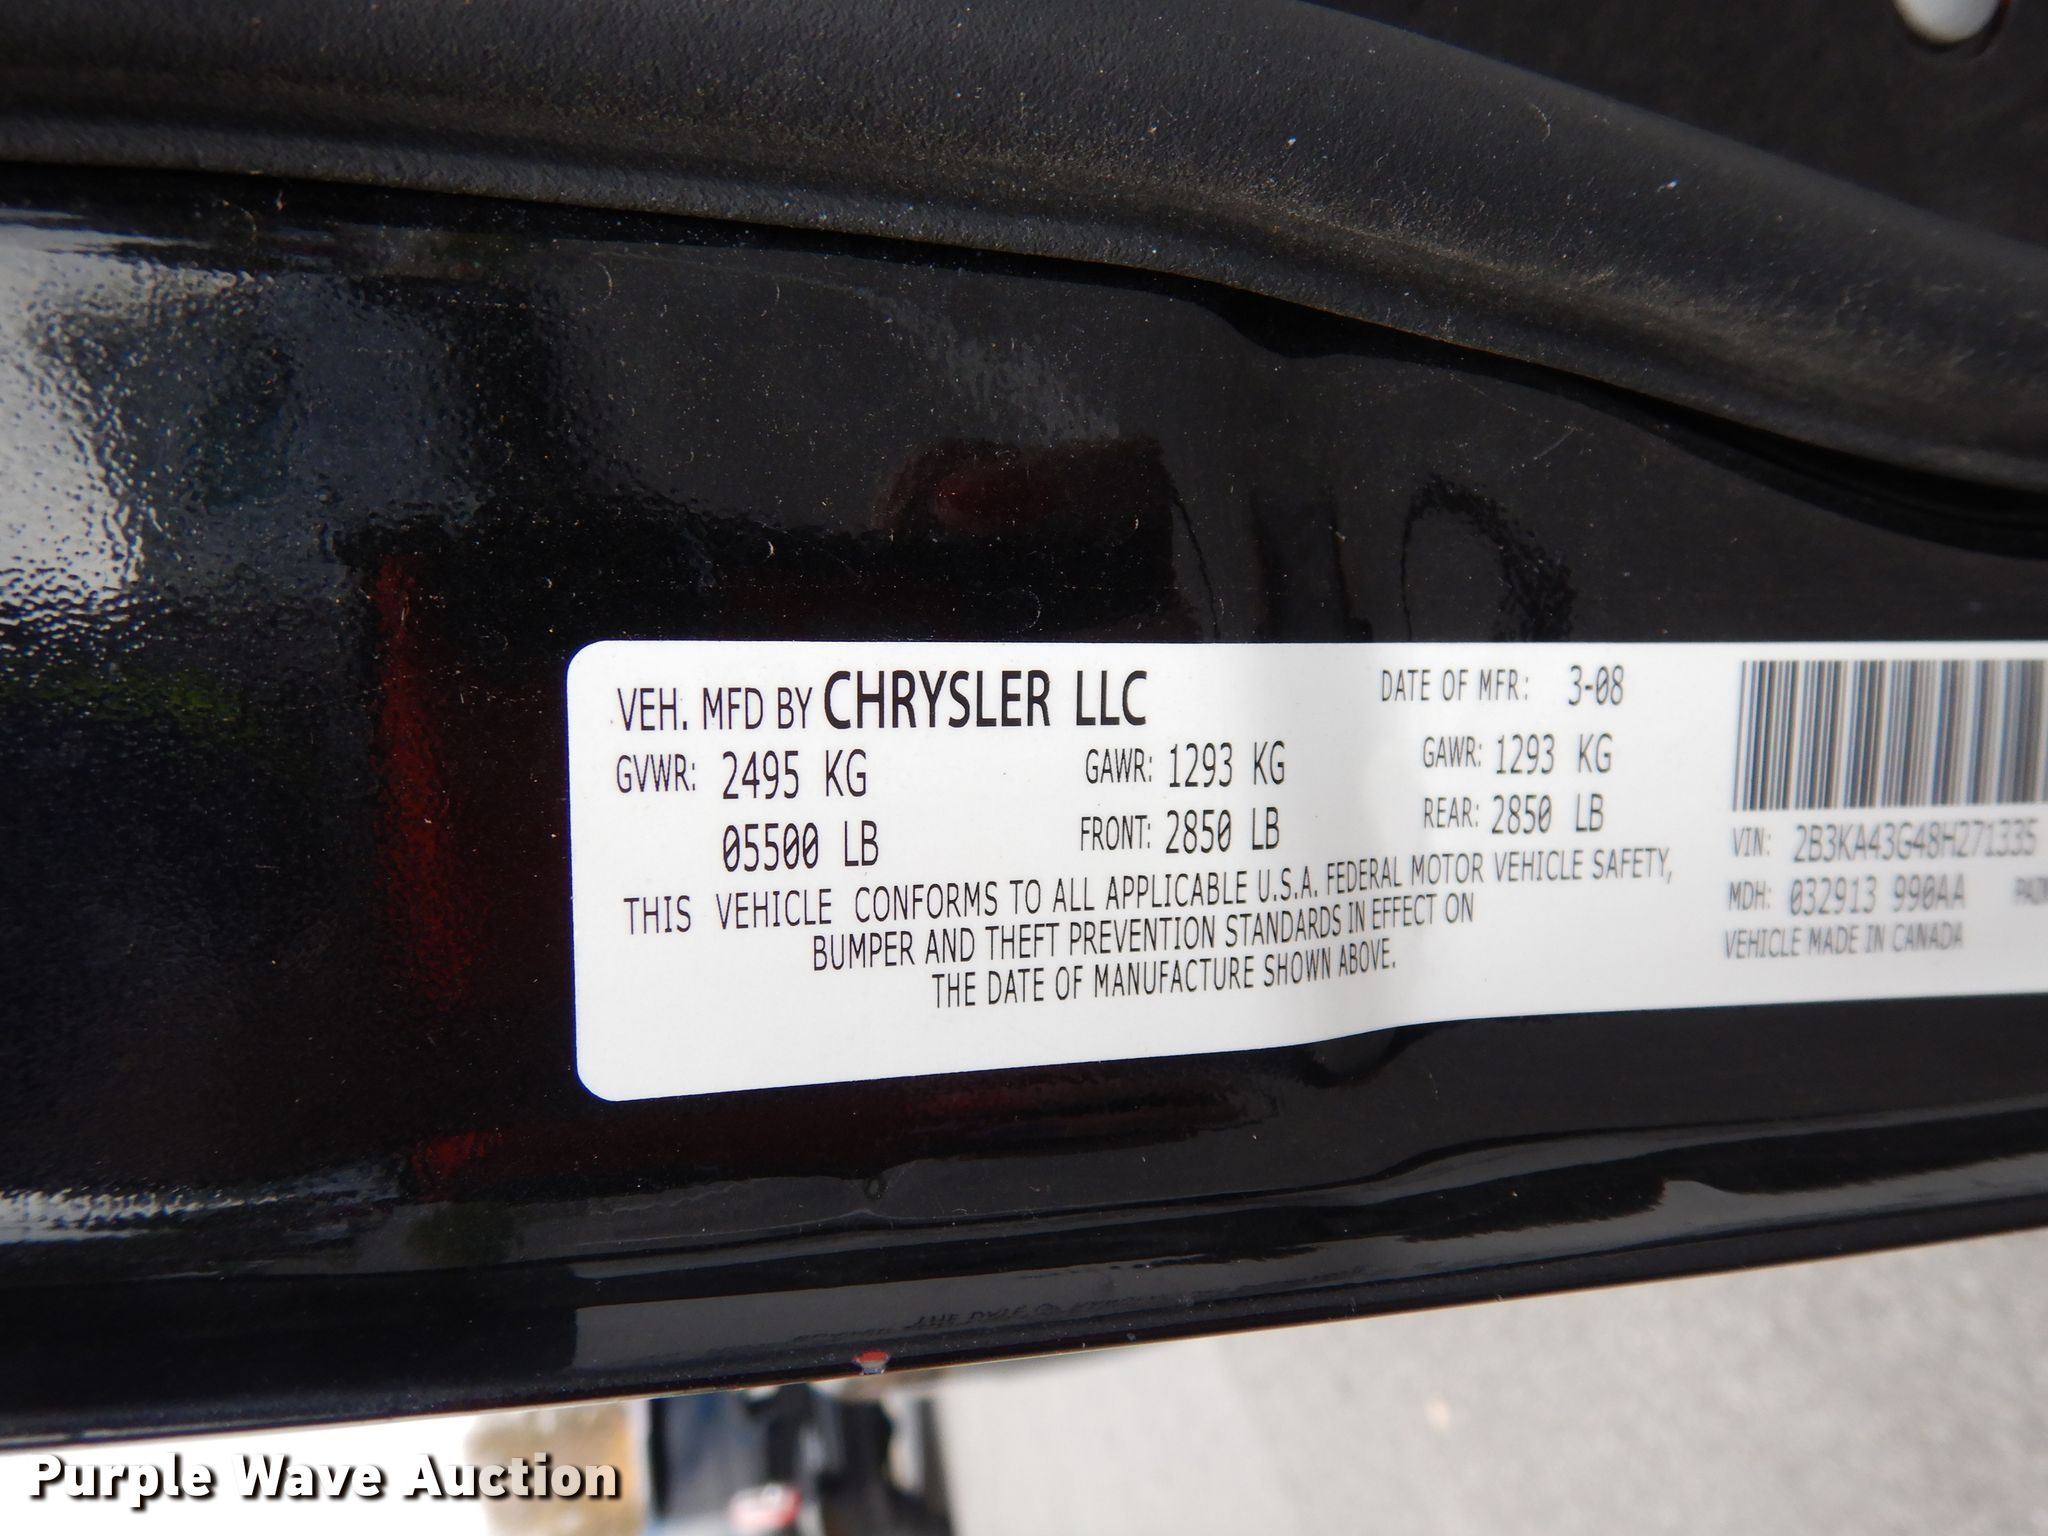 VEH. MFD BY CHRYSLER LLC DATE OF MFR: 3-08
GVWR: 2495 KG GAWR: 1293 KG GAWR: 1293 KG
05500 LB FRONT: 2850 LB REAR: 2850 LB
THIS VEHICLE CONFORMS TO ALL APPLICABLE U.S.A. FEDERAL MOTOR VEHICLE SAFETY,
BUMPER AND THEFT PREVENTION STANDARDS IN EFFECT ON
THE DATE OF MANUFACTURE SHOWN ABOVE.
VIN: 2B3KA43G48H271335
MDH: 032913 990AA
VEHICLE MADE IN CANADA
Purple Wave Auction